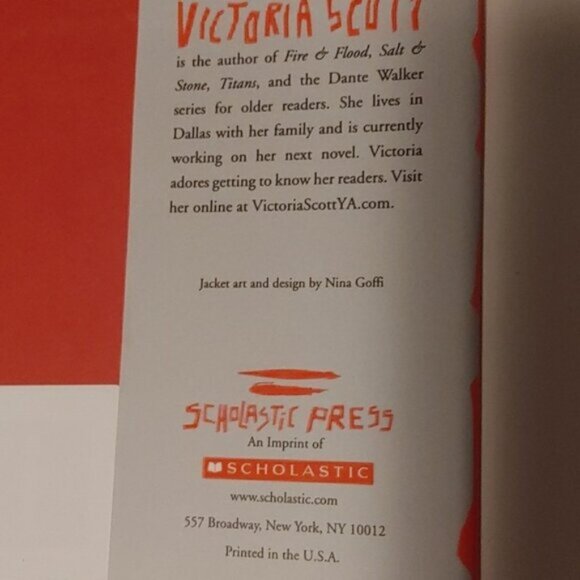 VICTORIA SCOTT
is the author of Fire & Flood, Salt &
Stone, Titans, and the Dante Walker
series for older readers. She lives in
Dallas with her family and is currently
working on her next novel. Victoria
adores getting to know her readers. Visit
her online at VictoriaScottYA.com.
Jacket art and design by Nina Goffi
SCHOLASTIC PRESS
An Imprint of
SCHOLASTIC
www.scholastic.com
557 Broadway, New York, NY 10012
Printed in the U.S.A.